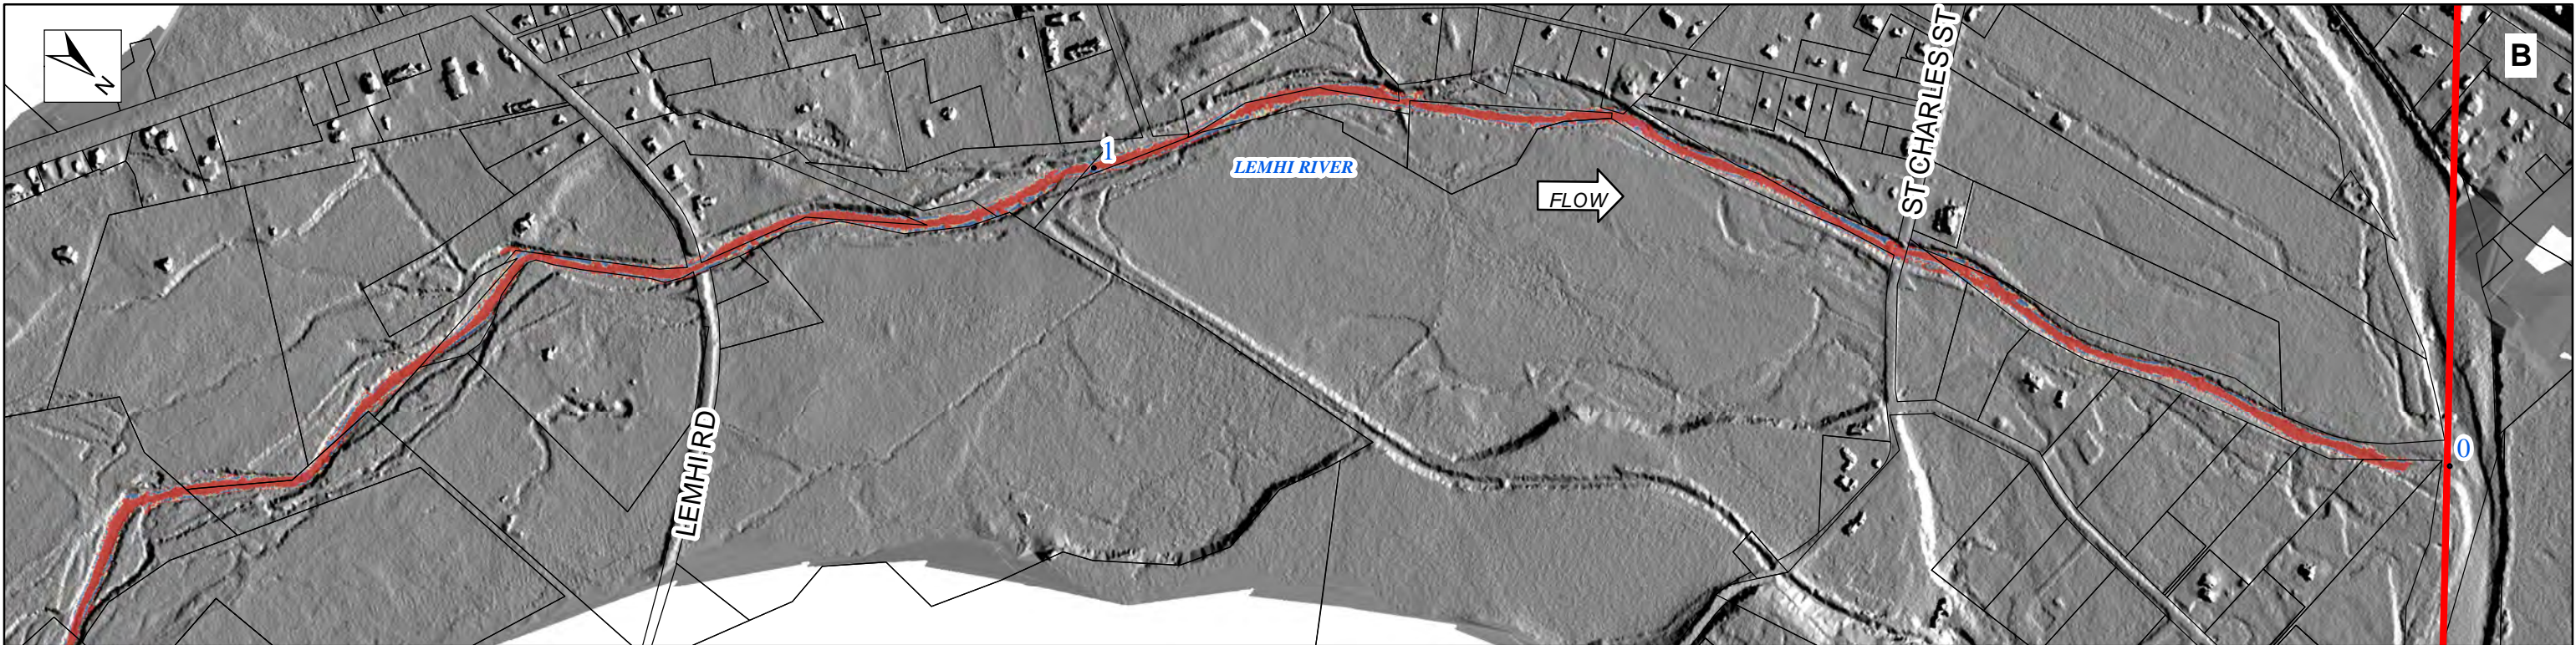 N
B
ST CHARLES ST
1
LEMHI RIVER
FLOW
LEMHI RD
0